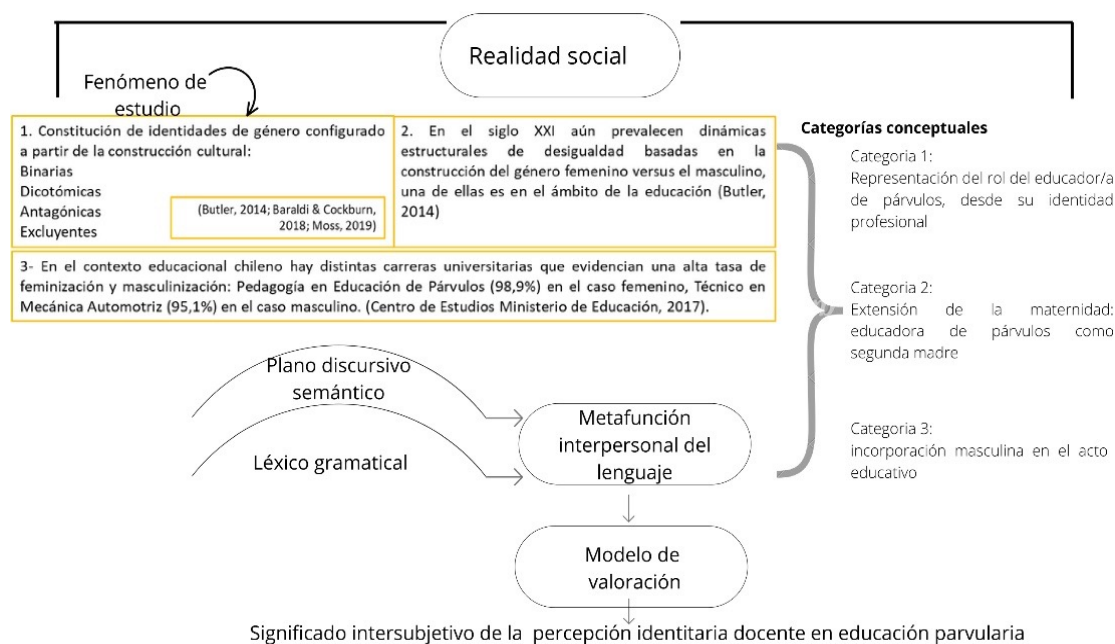 Realidad social
Fenómeno de
estudio
1. Constitución de identidades de género configurado
a partir de la construcción cultural:
Binarias
Dicotómicas
Antagónicas
Excluyentes
(Butler, 2014; Baraldi & Cockburn,
2018; Moss, 2019)
2. En el siglo XXI aún prevalecen dinámicas
estructurales de desigualdad basadas en la
construcción del género femenino versus el masculino,
una de ellas es en el ámbito de la educación (Butler,
2014)
3- En el contexto educacional chileno hay distintas carreras universitarias que evidencian una alta tasa de
feminización y masculinización: Pedagogía en Educación de Párvulos (98,9%) en el caso femenino, Técnico en
Mecánica Automotriz (95,1%) en el caso masculino. (Centro de Estudios Ministerio de Educación, 2017).
Categorías conceptuales
Categoria 1:
Representación del rol del educador/a
de párvulos, desde su identidad
profesional
Categoria 2:
Extensión de la maternidad:
educadora de párvulos como
segunda madre
Categoria 3:
incorporación masculina en el acto
educativo
Plano discursivo
semántico
Léxico gramatical
Metafunción
interpersonal del
lenguaje
Modelo de
valoración
Significado intersubjetivo de la percepción identitaria docente en educación parvularia